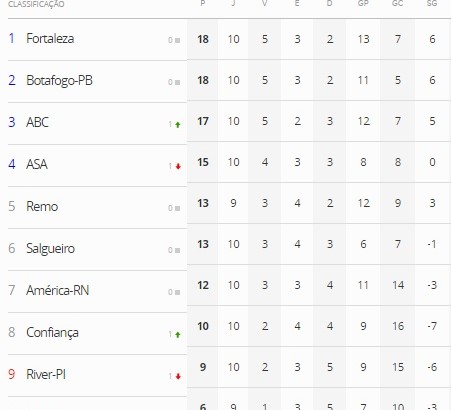 CLASSIFICAÇÃO P J V E D GP GC SG
1 Fortaleza 0 18 10 5 3 2 13 7 6
2 Botafogo-PB 0 18 10 5 3 2 11 5 6
3 ABC 1 17 10 5 2 3 12 7 5
4 ASA 1 15 10 4 3 3 8 8 0
5 Remo 0 13 9 3 4 2 12 9 3
6 Salgueiro 0 13 10 3 4 3 6 7 -1
7 América-RN 0 12 10 3 3 4 11 14 -3
8 Confiança 1 10 10 2 4 4 9 16 -7
9 River-PI 1 9 10 2 3 5 9 15 -6
6 9 1 3 5 7 10 -3